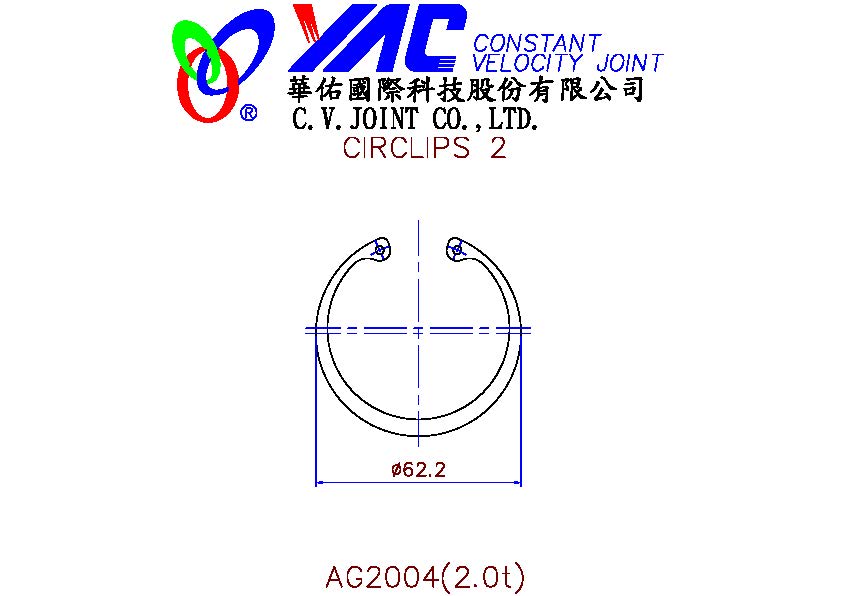 YAC CONSTANT
VELOCITY JOINT
®
華佑國際科技股份有限公司
C.V.JOINT CO.,LTD.
CIRCLIPS 2
ø62.2
AG2004(2.0t)